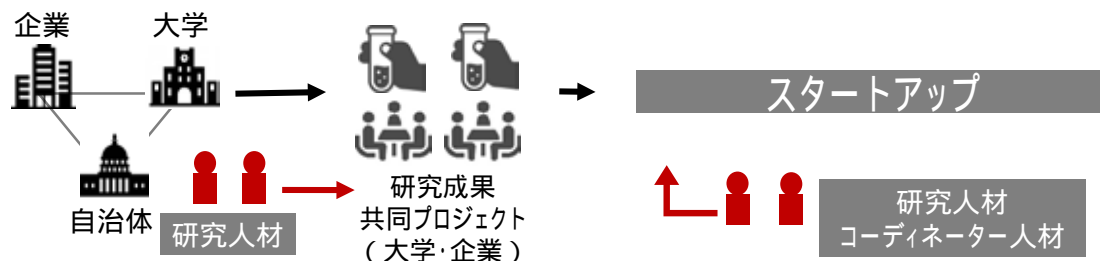 企業
大学
自治体
研究人材
研究成果
共同プロジェクト
(大学・企業)
スタートアップ
研究人材
コーディネーター人材